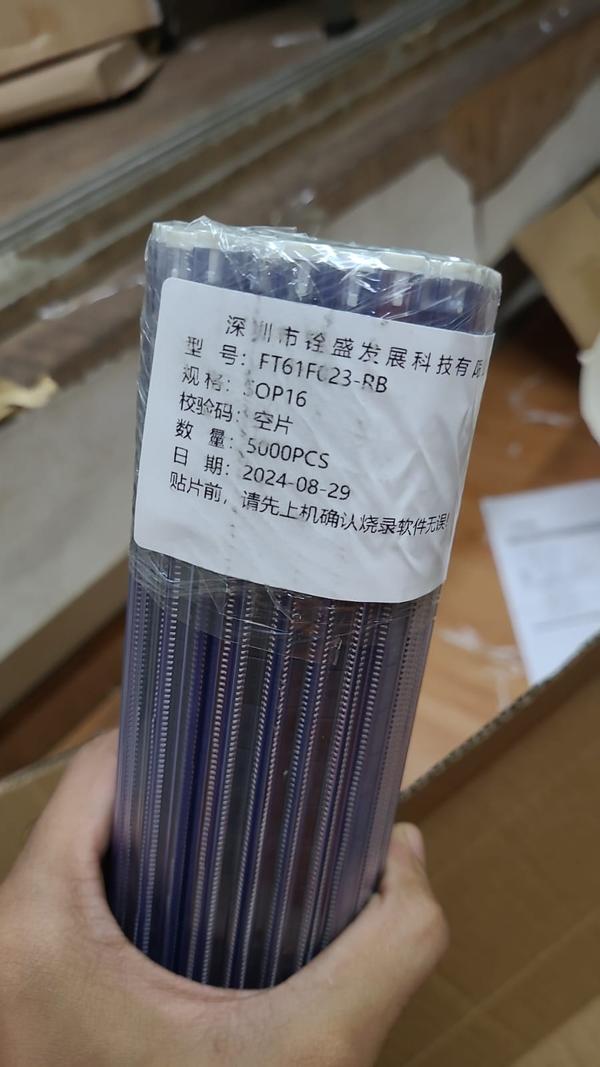 深圳市诠盛发展科技有限
型 号：FT61F023-RB
规 格：SOP16
校验码：空片
数 量：5000PCS
日 期：2024-08-29
贴片前，请先上机确认烧录软件无误！